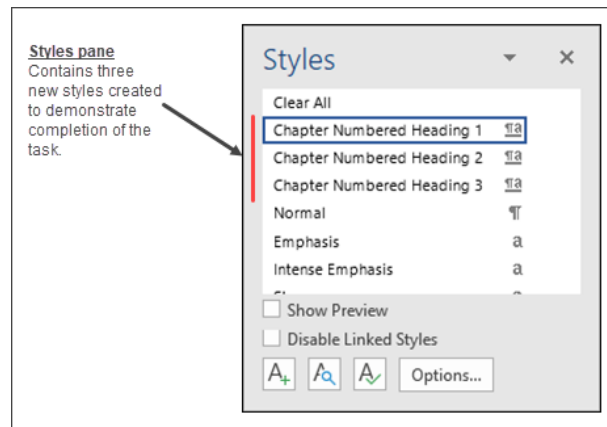 Styles pane
Contains three
new styles created
to demonstrate
completion of the
task.
Styles
Clear All
Chapter Numbered Heading 1 ¶a
Chapter Numbered Heading 2 ¶a
Chapter Numbered Heading 3 ¶a
Normal ¶
Emphasis a
Intense Emphasis a
Show Preview
Disable Linked Styles
Options...